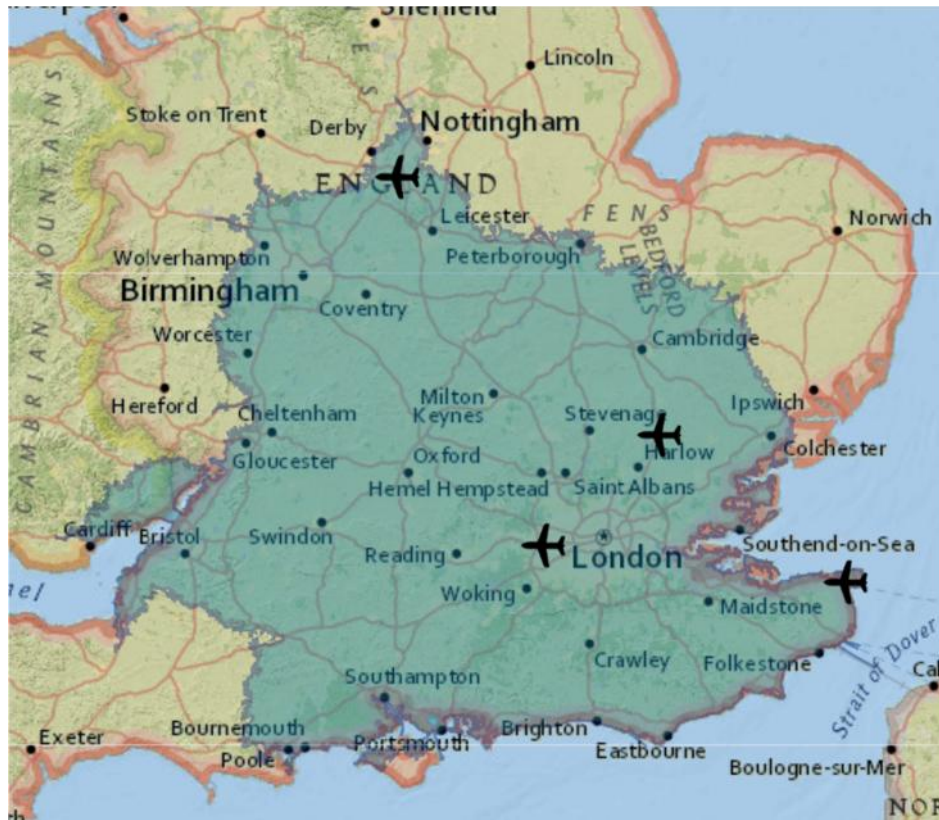 Lincoln
Stoke on Trent
Derby
Nottingham
ENGLAND
Leicester
FENS
BEDFORD
LEVELS
Norwich
Peterborough
Wolverhampton
Birmingham
Coventry
Worcester
Cambridge
CAMBRIAN MOUNTAINS
Hereford
Milton
Keynes
Stevenage
Ipswich
Cheltenham
Gloucester
Oxford
Harlow
Colchester
Hemel Hempstead
Saint Albans
Cardiff
Bristol
Swindon
Reading
London
Southend-on-Sea
Woking
Maidstone
Crawley
Folkestone
Strait of Dover
Southampton
Bournemouth
Portsmouth
Brighton
Eastbourne
Poole
Exeter
Boulogne-sur-Mer